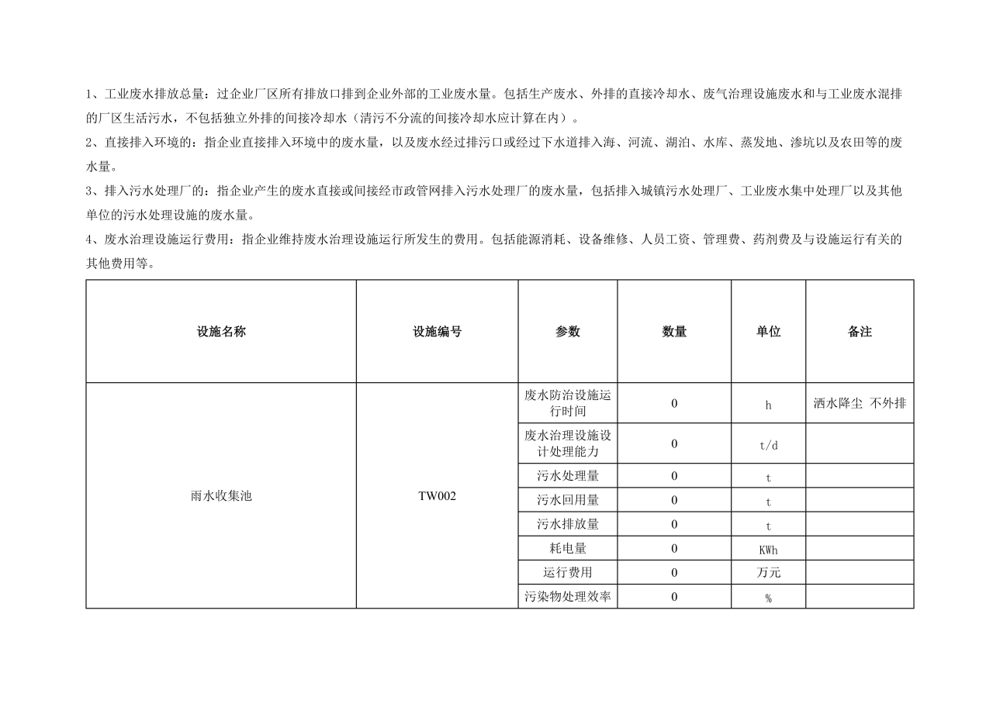 1、工业废水排放总量：过企业厂区所有排放口排到企业外部的工业废水量。包括生产废水、外排的直接冷却水、废气治理设施废水和与工业废水混排
的厂区生活污水，不包括独立外排的间接冷却水（清污不分流的间接冷却水应计算在内）。
2、直接排入环境的：指企业直接排入环境中的废水量，以及废水经过排污口或经过下水道排入海、河流、湖泊、水库、蒸发地、渗坑以及农田等的废
水量。
3、排入污水处理厂的：指企业产生的废水直接或间接经市政管网排入污水处理厂的废水量，包括排入城镇污水处理厂、工业废水集中处理厂以及其他
单位的污水处理设施的废水量。
4、废水治理设施运行费用：指企业维持废水治理设施运行所发生的费用。包括能源消耗、设备维修、人员工资、管理费、药剂费及与设施运行有关的
其他费用等。
设施名称 设施编号 参数 数量 单位 备注
雨水收集池 TW002
废水防治设施运
行时间 0 h 洒水降尘 不外排
废水治理设施设
计处理能力 0 t/d
污水处理量 0 t
污水回用量 0 t
污水排放量 0 t
耗电量 0 KWh
运行费用 0 万元
污染物处理效率 0 %